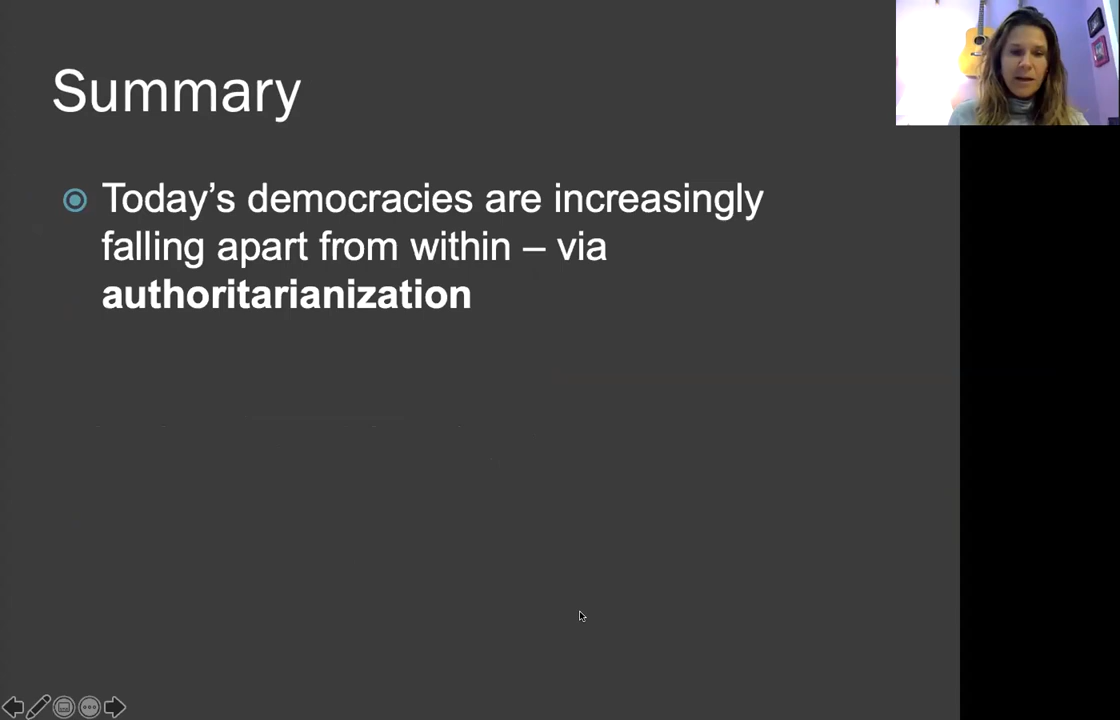 Summary
Today’s democracies are increasingly
falling apart from within – via
authoritarianization